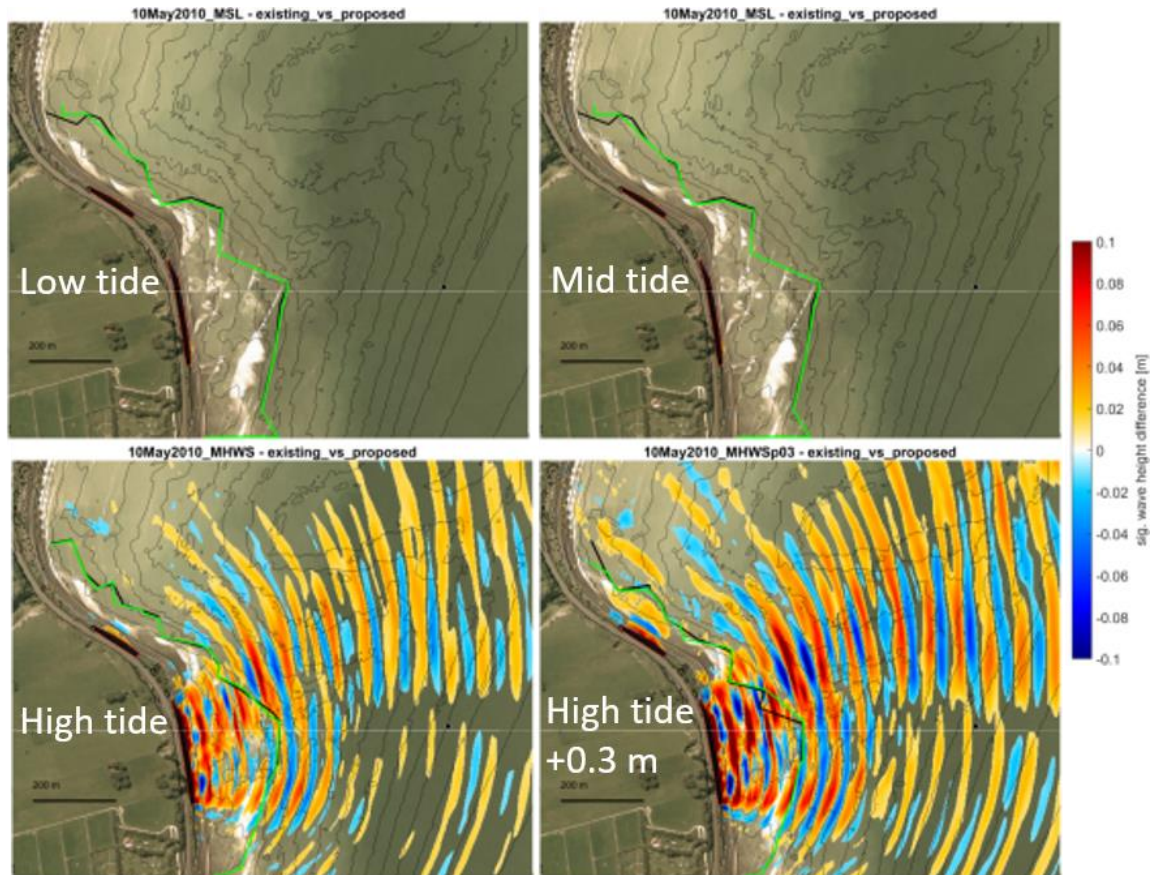 10May2010_MSL - existing_vs_proposed
10May2010_MSL - existing_vs_proposed
Low tide
Mid tide
200 m
200 m
10May2010_MHWS - existing_vs_proposed
10May2010_MHWSp03 - existing_vs_proposed
High tide
High tide
+0.3 m
200 m
200 m
0.1
0.08
0.06
0.04
0.02
0
-0.02
-0.04
-0.06
-0.08
-0.1
sig. wave height difference [m]